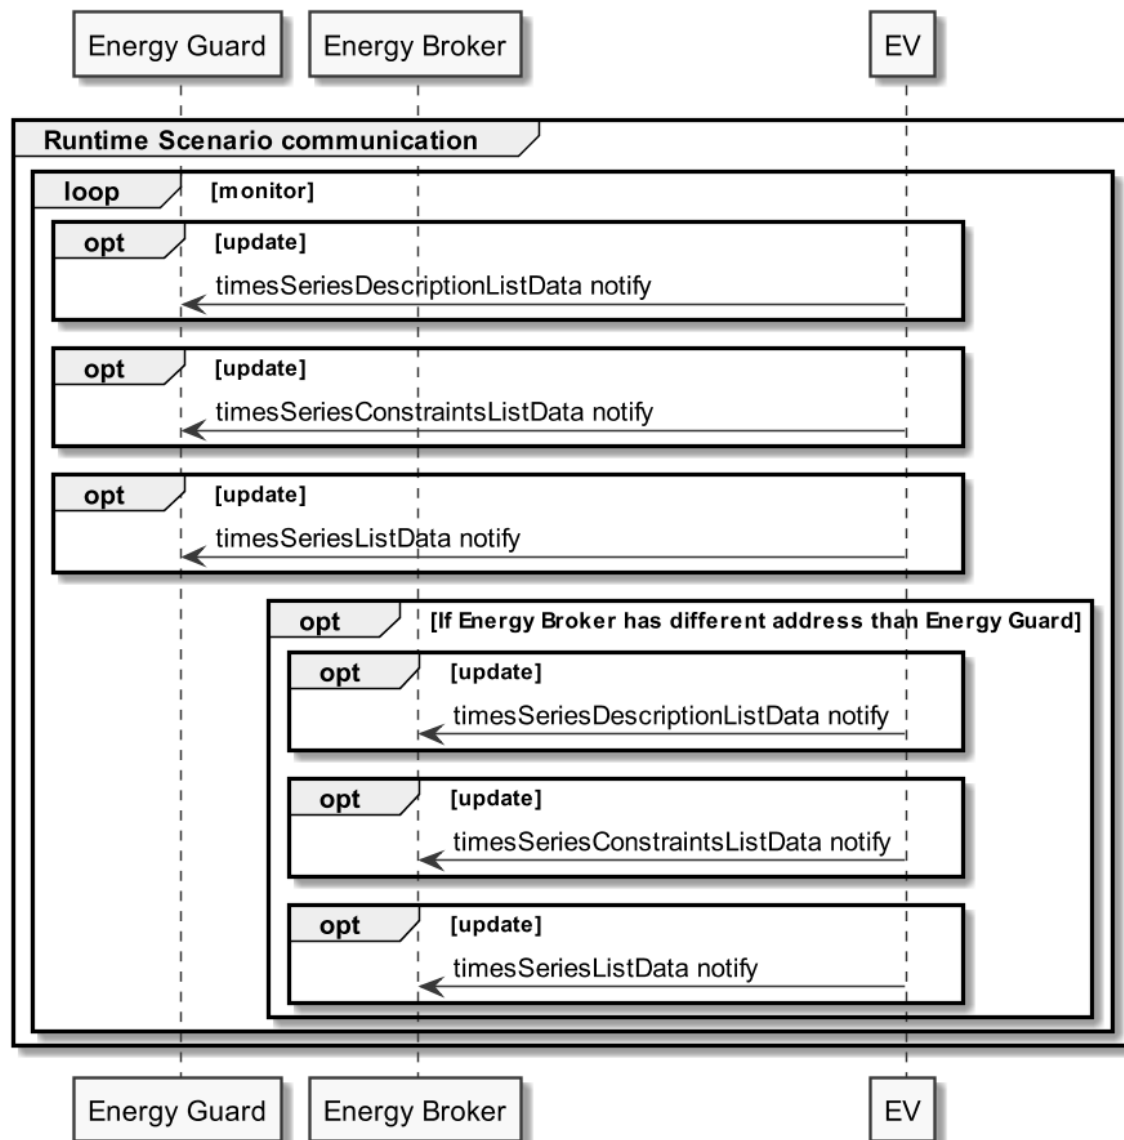 Energy Guard Energy Broker EV
Runtime Scenario communication
loop [monitor]
opt [update]
timesSeriesDescriptionListData notify
opt [update]
timesSeriesConstraintsListData notify
opt [update]
timesSeriesListData notify
opt [If Energy Broker has different address than Energy Guard]
opt [update]
timesSeriesDescriptionListData notify
opt [update]
timesSeriesConstraintsListData notify
opt [update]
timesSeriesListData notify
Energy Guard Energy Broker EV